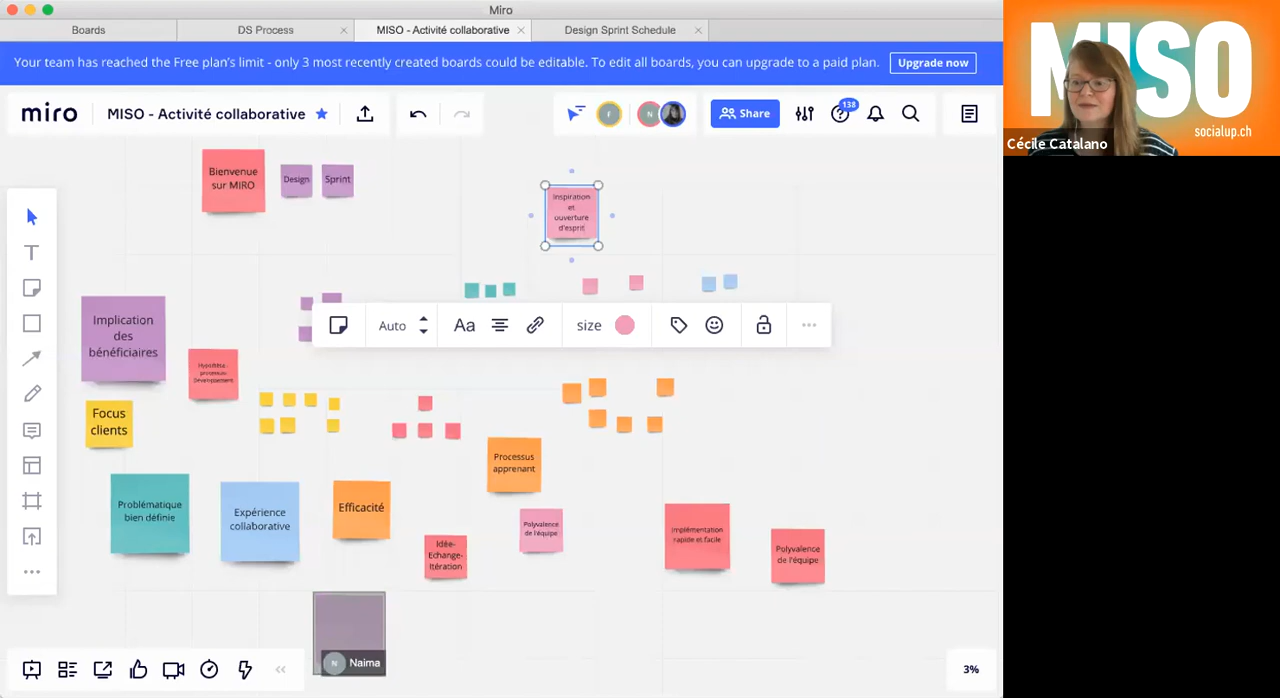 Miro
Boards
DS Process
MISO - Activité collaborative
Design Sprint Schedule
Your team has reached the Free plan's limit - only 3 most recently created boards could be editable. To edit all boards, you can upgrade to a paid plan.
Upgrade now
miro
MISO - Activité collaborative
F
N
Share
138
MISO
socialup.ch
Cécile Catalano
Bienvenue
sur MIRO
Design
Sprint
Inspiration
et
ouverture
d'esprit
Auto
Aa
size
Implication
des
bénéficiaires
Focus
clients
Problématique
bien définie
Expérience
collaborative
Efficacité
Processus
apprenant
Idée-
Echange-
Itération
Polyvalence
de l'équipe
Implémentation
rapide et facile
Polyvalence
de l'équipe
N
Naima
3%